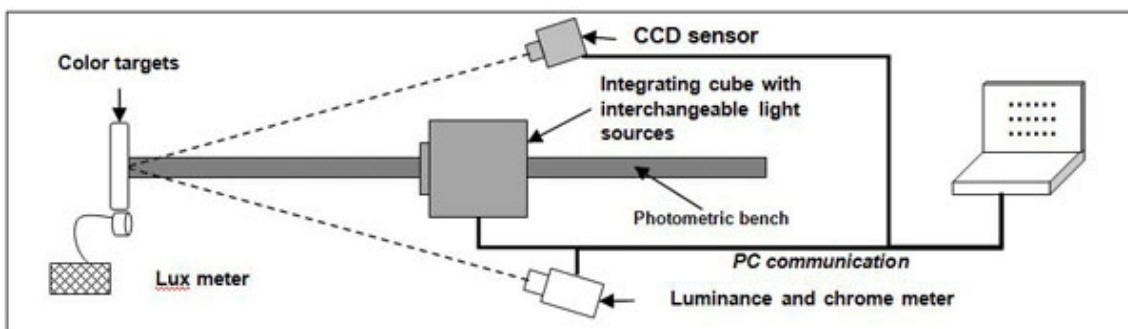 CCD sensor
Color targets
Integrating cube with
interchangeable light
sources
Photometric bench
PC communication
Lux meter
Luminance and chrome meter